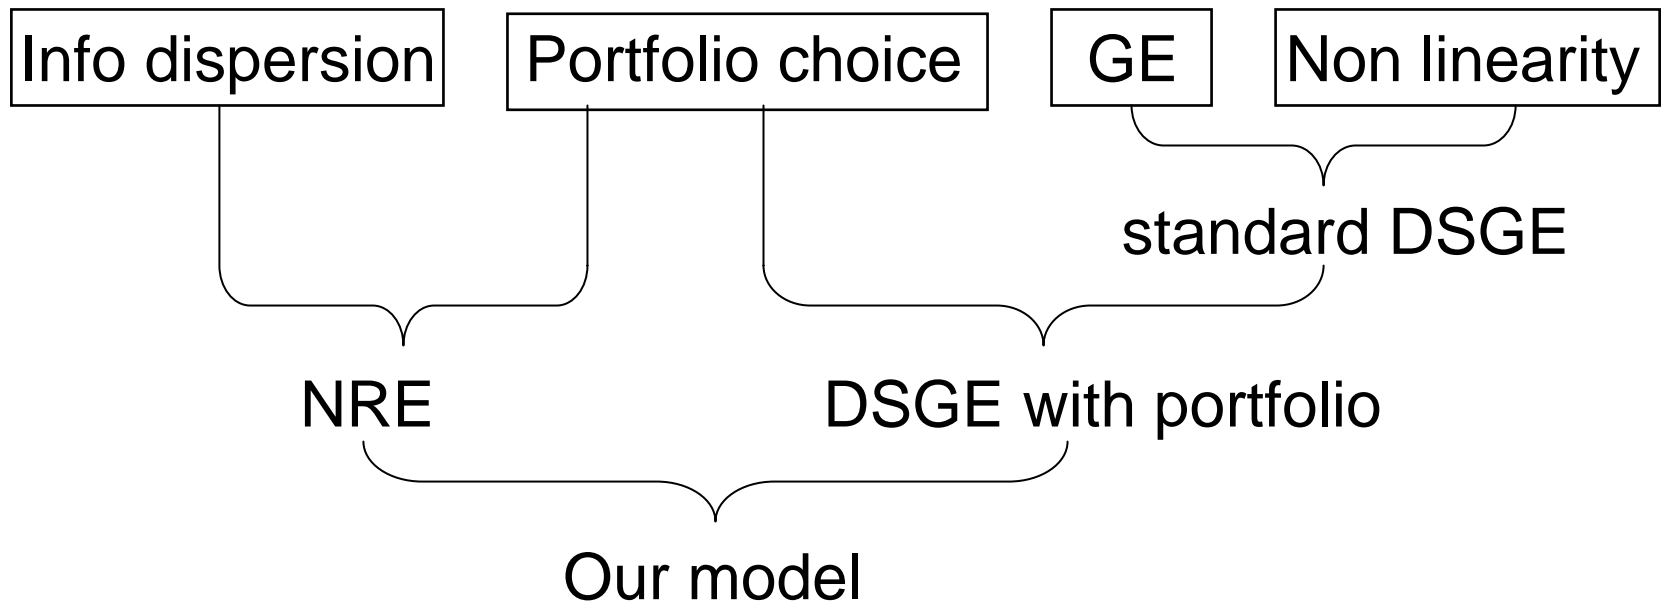 Info dispersion
Portfolio choice
GE
Non linearity
standard DSGE
NRE
DSGE with portfolio
Our model